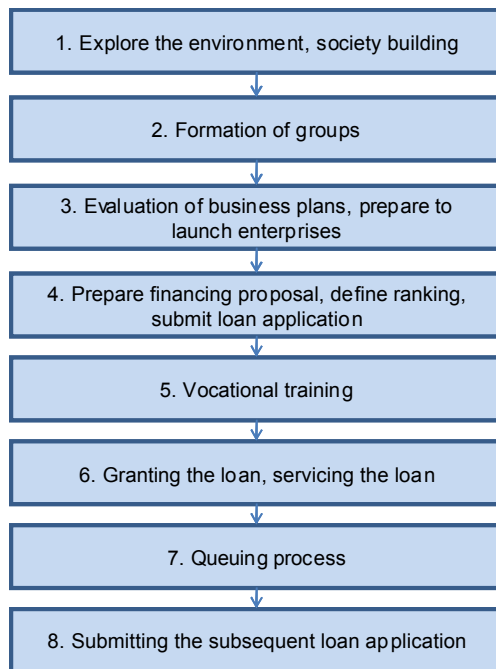 1. Explore the environment, society building
2. Formation of groups
3. Evaluation of business plans, prepare to
launch enterprises
4. Prepare financing proposal, define ranking,
submit loan application
5. Vocational training
6. Granting the loan, servicing the loan
7. Queuing process
8. Submitting the subsequent loan application